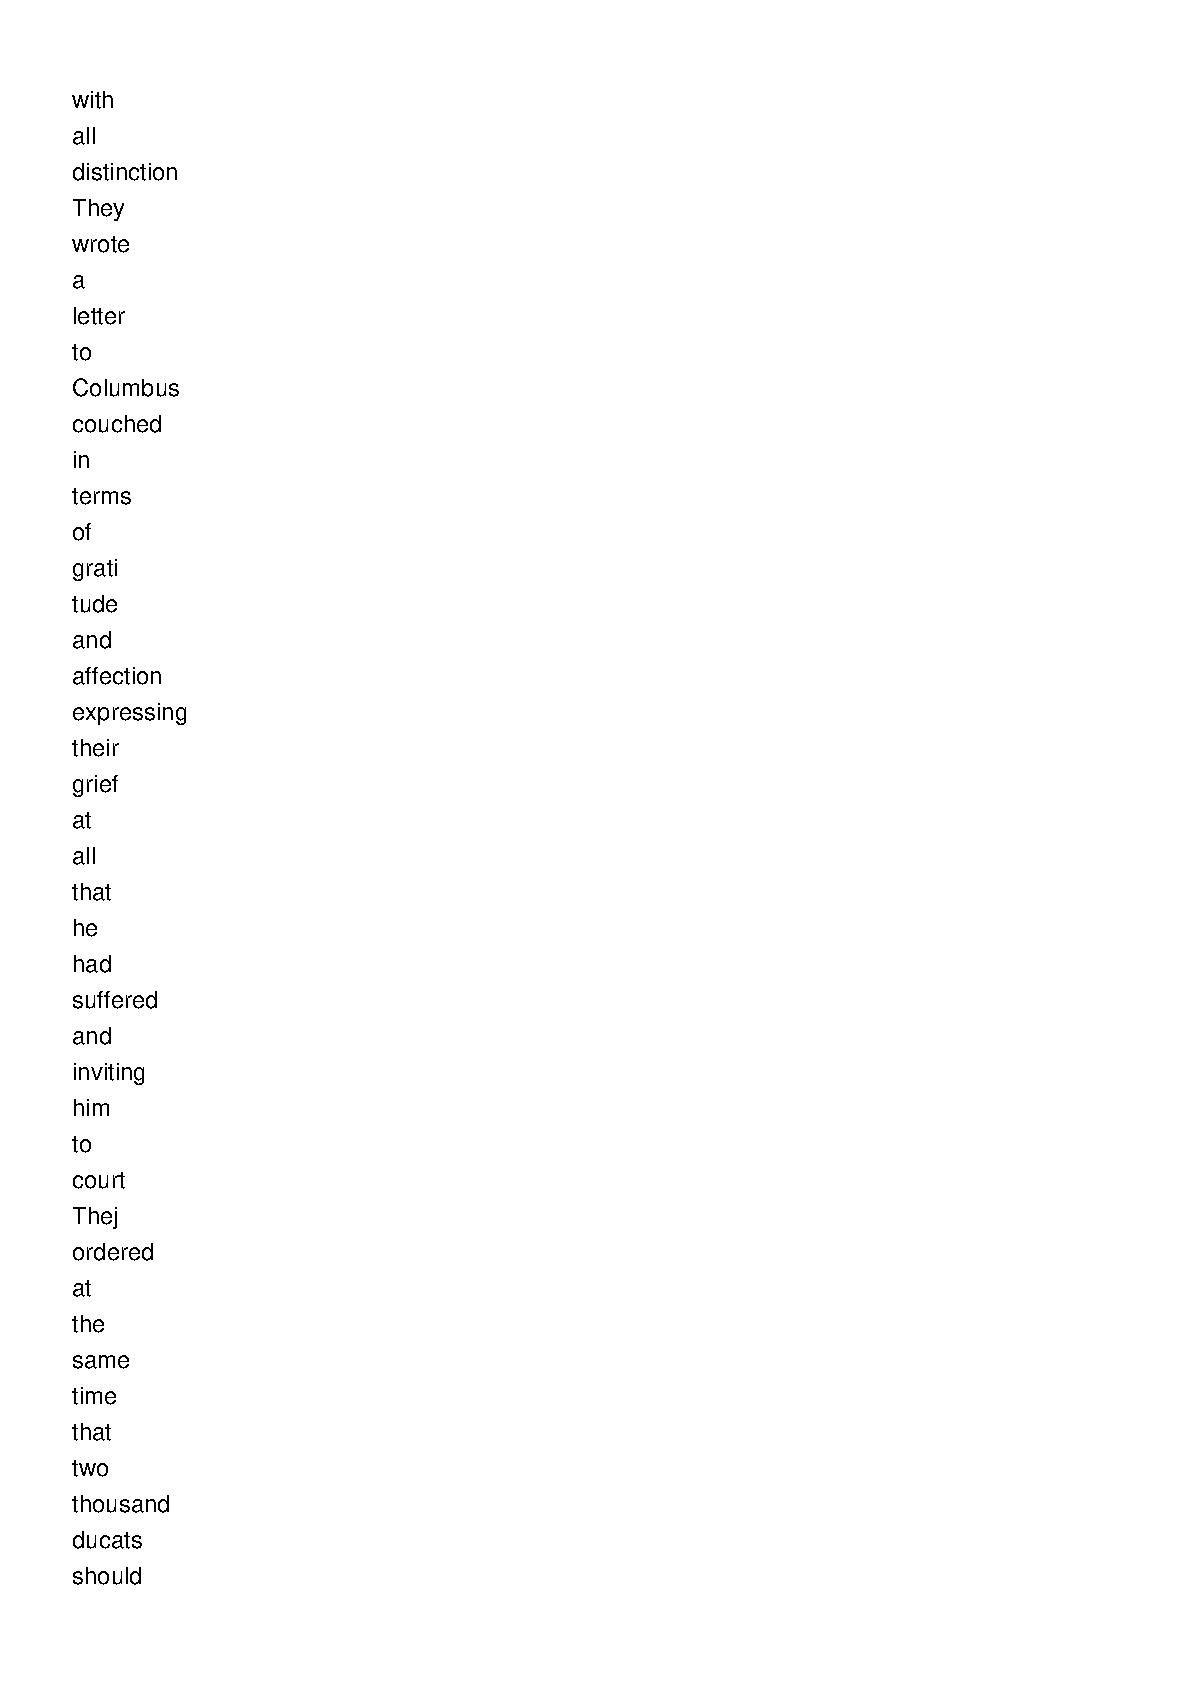 with
all
distinction
They
wrote
a
letter
to
Columbus
couched
in
terms
of
grati
tude
and
affection
expressing
their
grief
at
all
that
he
had
suffered
and
inviting
him
to
court
Thej
ordered
at
the
same
time
that
two
thousand
ducats
should